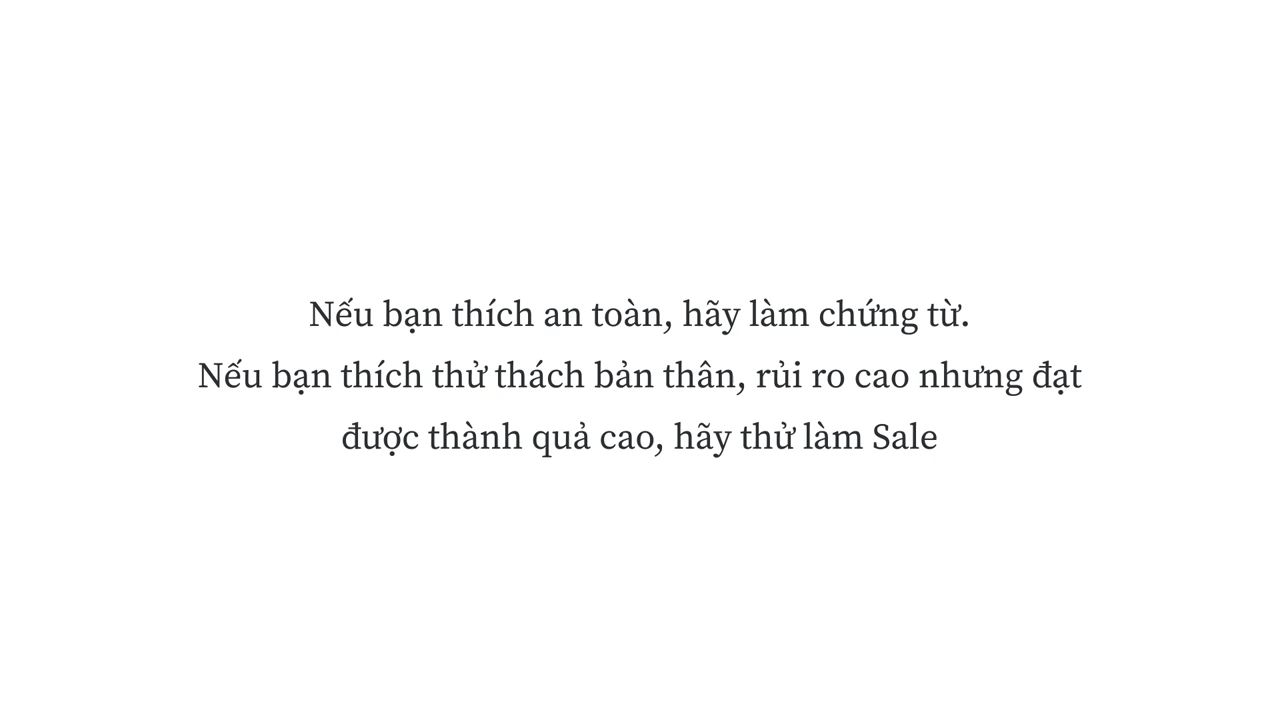 Nếu bạn thích an toàn, hãy làm chứng từ.
Nếu bạn thích thử thách bản thân, rủi ro cao nhưng đạt
được thành quả cao, hãy thử làm Sale